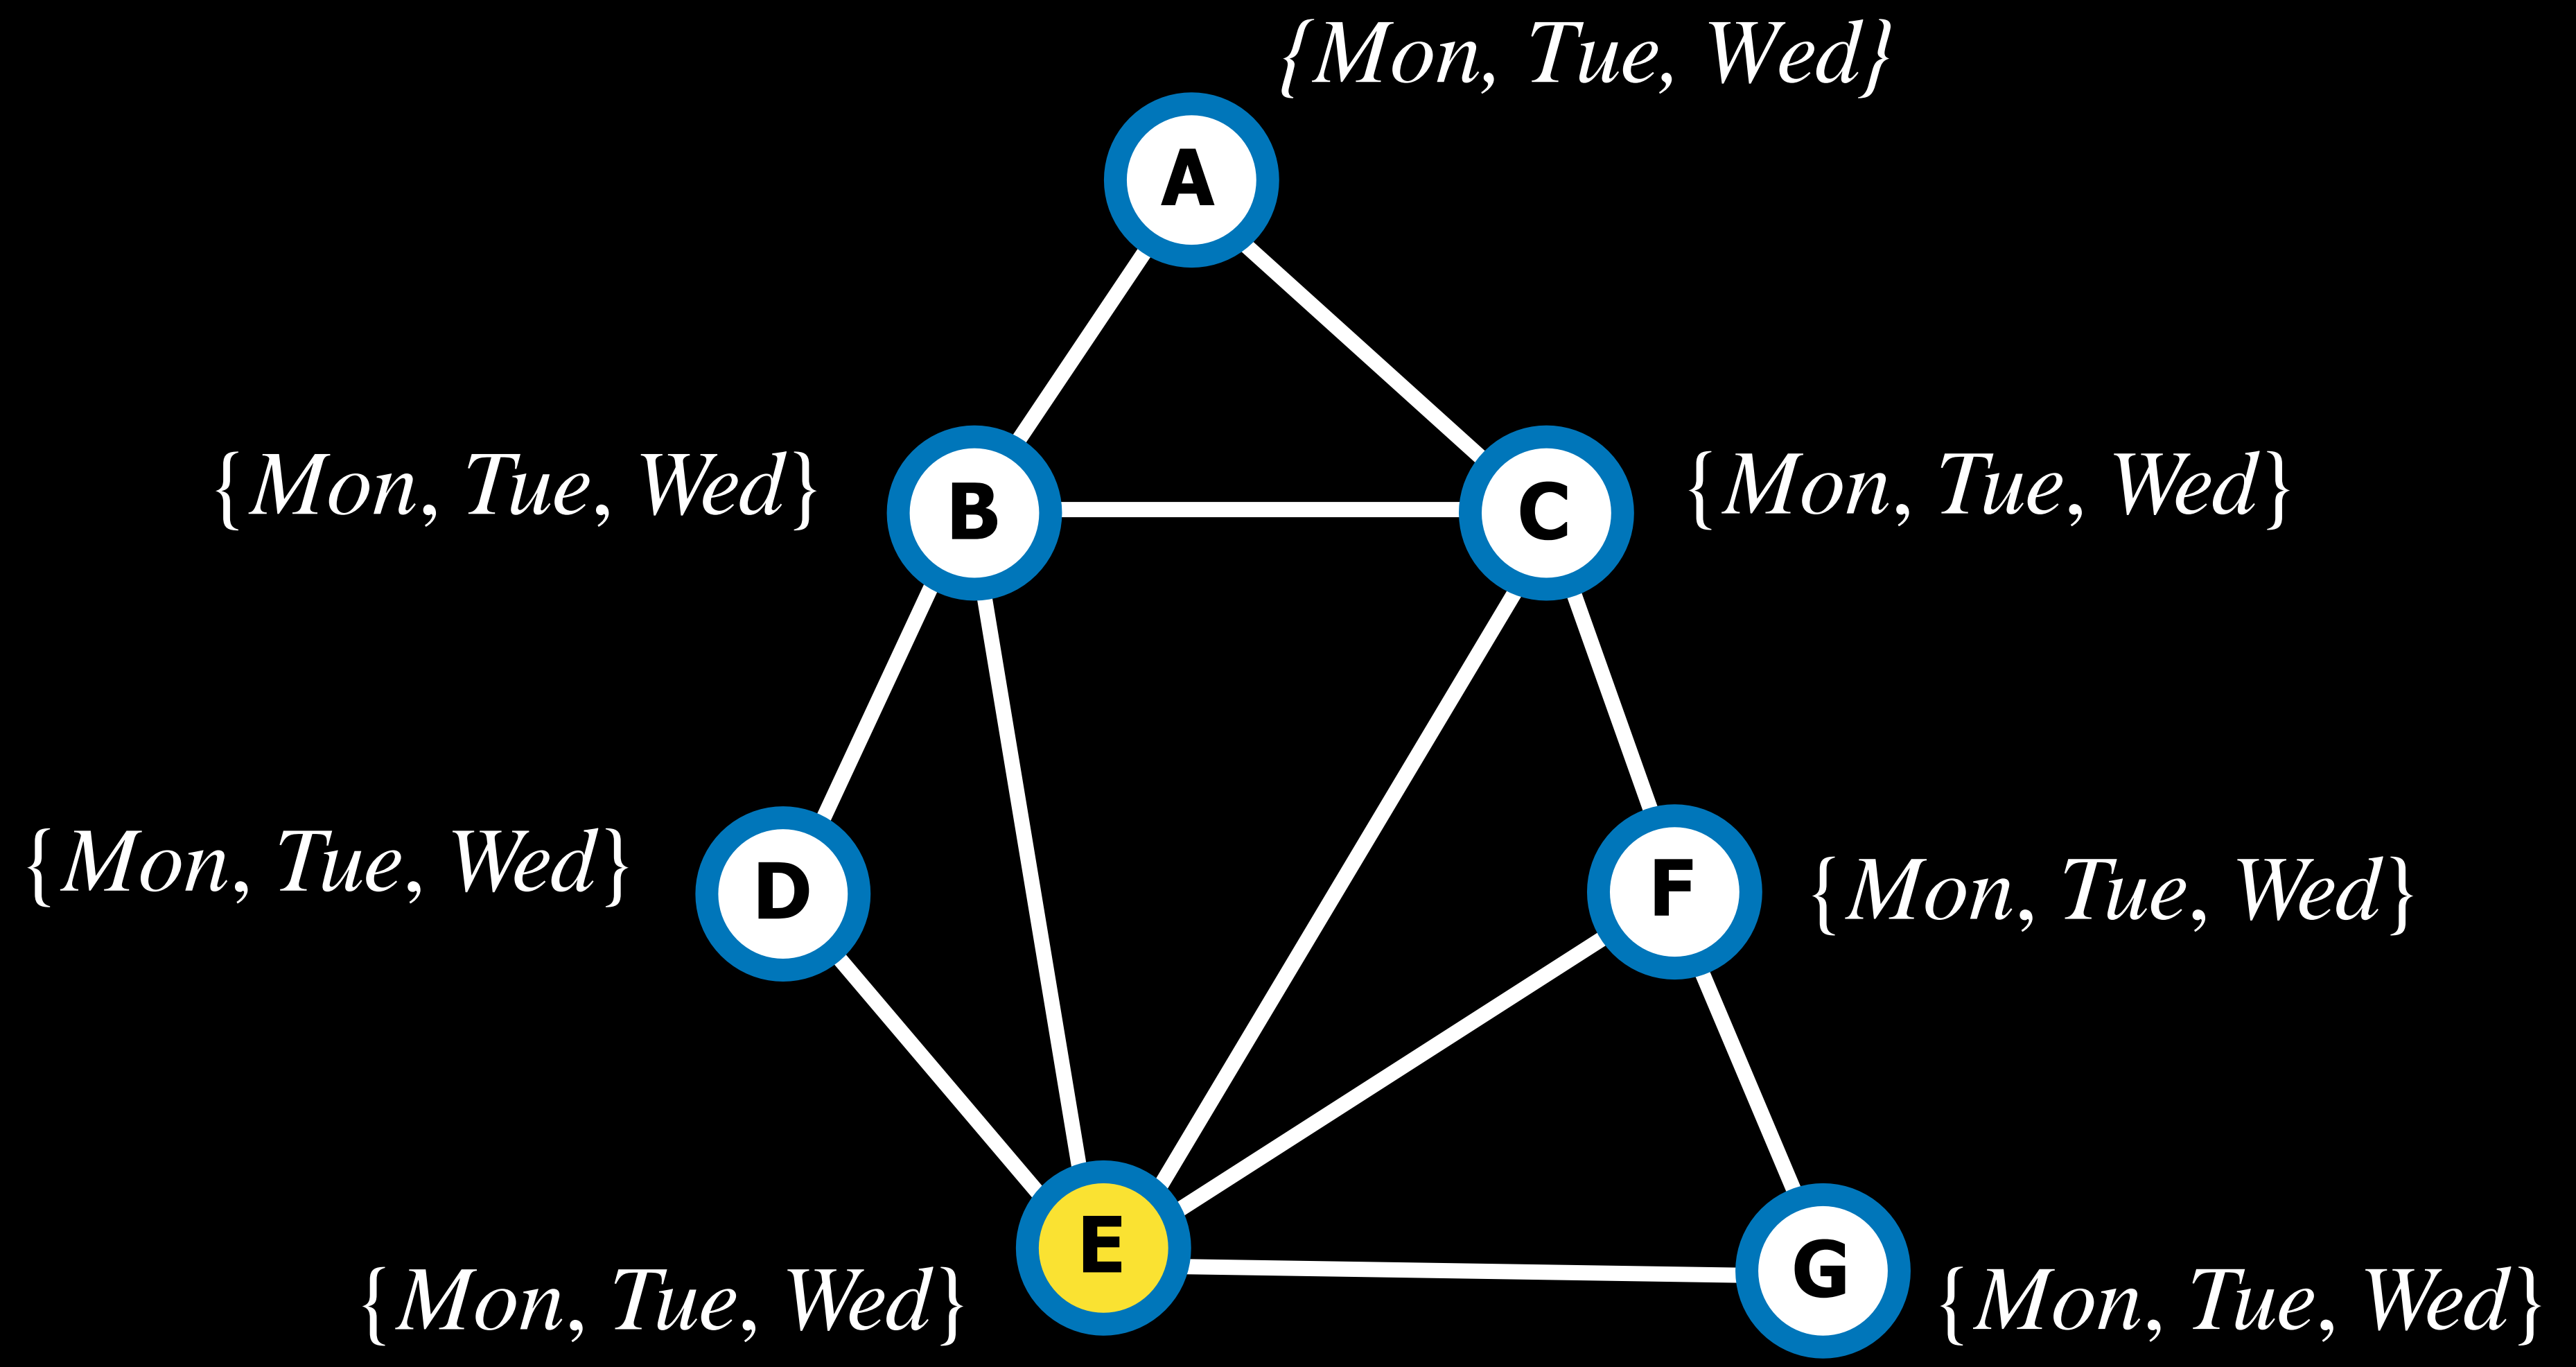 {Mon, Tue, Wed}
A
{Mon, Tue, Wed}
B
C
{Mon, Tue, Wed}
{Mon, Tue, Wed}
D
F
{Mon, Tue, Wed}
{Mon, Tue, Wed}
E
G
{Mon, Tue, Wed}